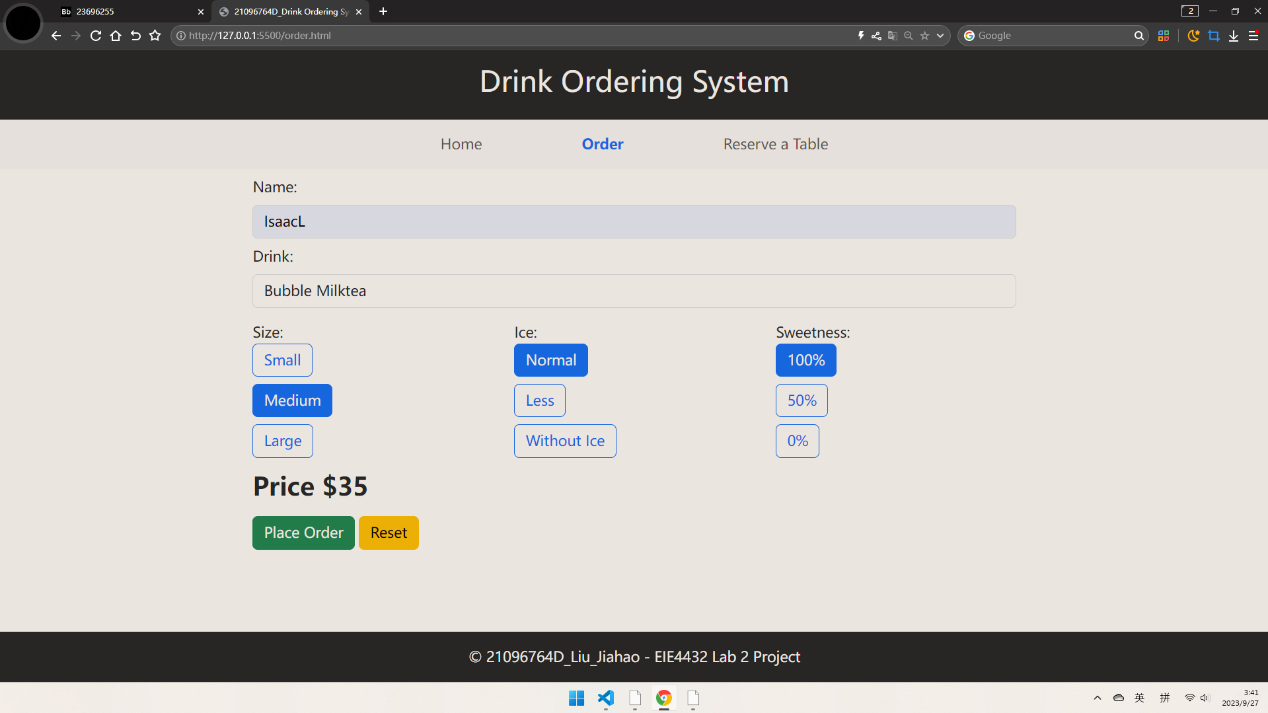 Bb 23696255
21096764D_Drink Ordering Sy
2
http://127.0.0.1:5500/order.html
G Google
Drink Ordering System
Home Order Reserve a Table
Name:
IsaacL
Drink:
Bubble Milktea
Size: Ice: Sweetness:
Small Normal 100%
Medium Less 50%
Large Without Ice 0%
Price $35
Place Order Reset
© 21096764D_Liu_Jiahao - EIE4432 Lab 2 Project
英 拼 3:41
2023/9/27